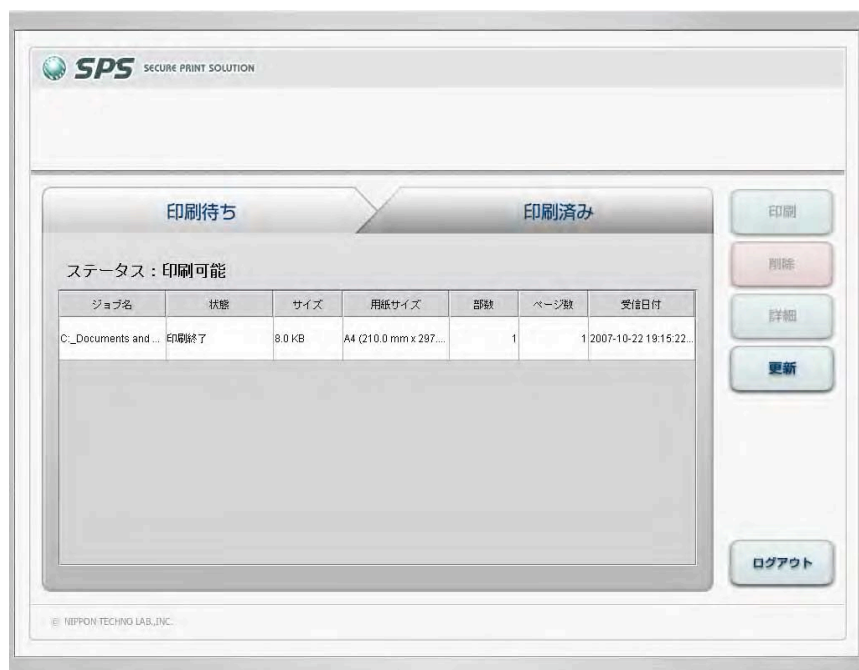 SPS SECURE PRINT SOLUTION
印刷待ち 印刷済み
印刷
削除
詳細
更新
ステータス：印刷可能
ジョブ名 状態 サイズ 用紙サイズ 部数 ページ数 受信日付
C:_Documents and ... 印刷終了 8.0 KB A4 (210.0 mm x 297.... 1 1 2007-10-22 19:15:22...
ログアウト
© NIPPON TECHNO LAB.,INC.